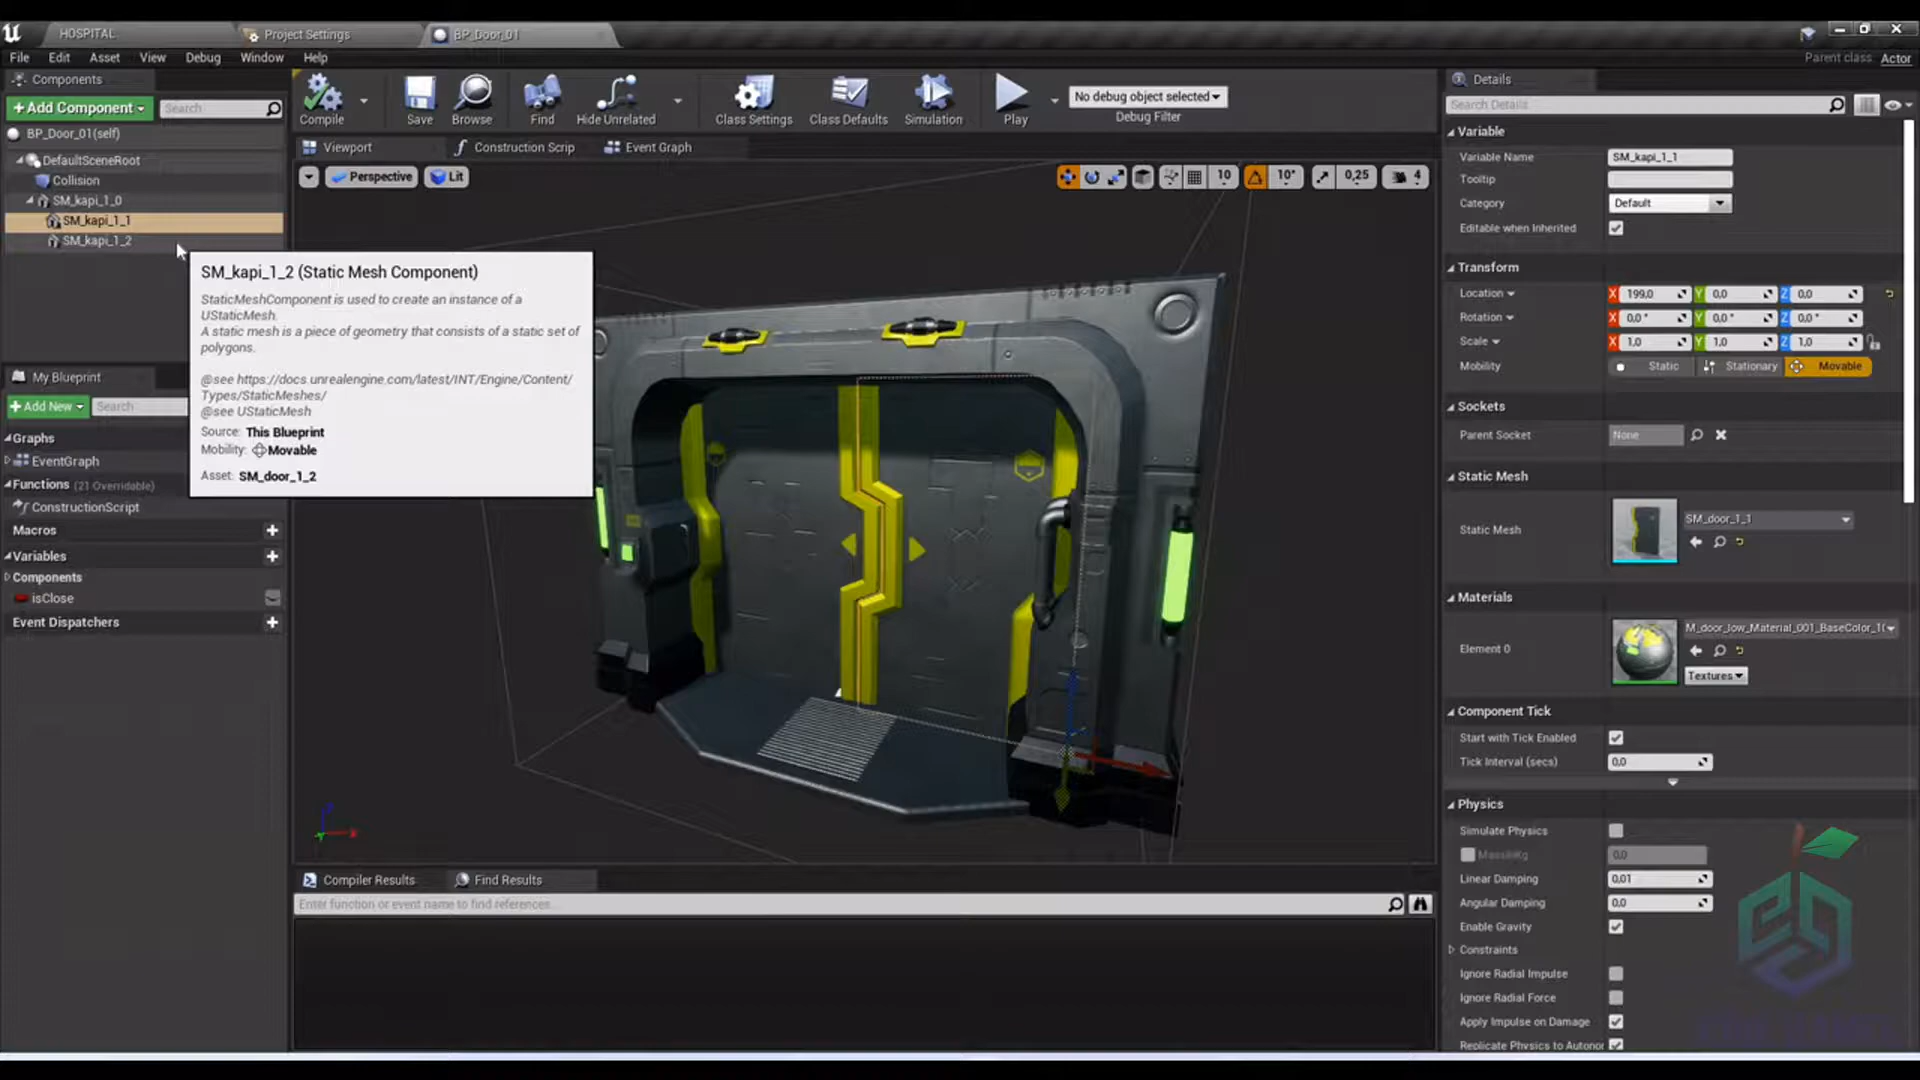 HOSPITAL
Project Settings
BP_Door_01
File Edit Asset View Debug Window Help
Parent class: Actor
Components
+Add Component
Search
BP_Door_01(self)
DefaultSceneRoot
Collision
SM_kapi_1_0
SM_kapi_1_1
SM_kapi_1_2
My Blueprint
+Add New
Search
Graphs
EventGraph
Functions (21 Overridable)
ConstructionScript
Macros
Variables
Components
isClose
Event Dispatchers
SM_kapi_1_2 (Static Mesh Component)
StaticMeshComponent is used to create an instance of a
UStaticMesh.
A static mesh is a piece of geometry that consists of a static set of
polygons.
@see https://docs.unrealengine.com/latest/INT/Engine/Content/
Types/StaticMeshes/
@see UStaticMesh
Source: This Blueprint
Mobility: Movable
Asset: SM_door_1_2
Compile Save Browse Find Hide Unrelated Class Settings Class Defaults Simulation Play
No debug object selected
Debug Filter
Viewport Construction Scrip Event Graph
Perspective Lit
10 10° 0,25 4
Compiler Results Find Results
Enter function or event name to find references...
Details
Search Details
Variable
Variable Name SM_kapi_1_1
Tooltip
Category Default
Editable when Inherited
Transform
Location X 199,0 Y 0,0 Z 0,0
Rotation X 0,0 ° Y 0,0 ° Z 0,0 °
Scale X 1,0 Y 1,0 Z 1,0
Mobility Static Stationary Movable
Sockets
Parent Socket None
Static Mesh
Static Mesh SM_door_1_1
Materials
Element 0 M_door_low_Material_001_BaseColor_1(
Textures
Component Tick
Start with Tick Enabled
Tick Interval (secs) 0,0
Physics
Simulate Physics
MassInKg 0,0
Linear Damping 0,01
Angular Damping 0,0
Enable Gravity
Constraints
Ignore Radial Impulse
Ignore Radial Force
Apply Impulse on Damage
Replicate Physics to Autonor